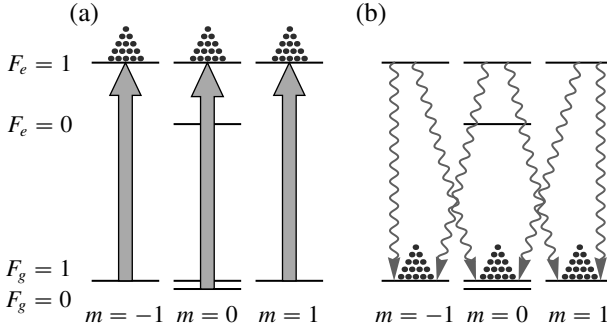 (a)
(b)
F_e = 1
F_e = 0
F_g = 1
F_g = 0
m = −1 m = 0 m = 1
m = −1 m = 0 m = 1